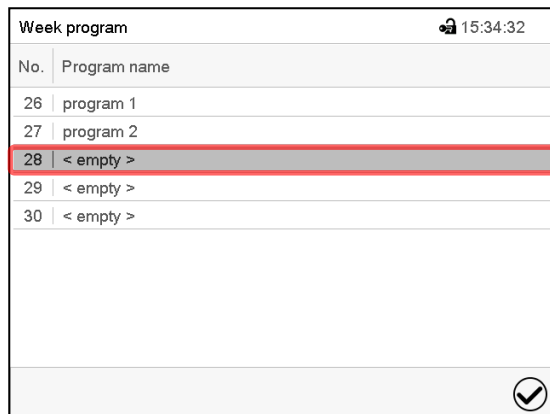 Week program 15:34:32
No. Program name
26 program 1
27 program 2
28 < empty >
29 < empty >
30 < empty >